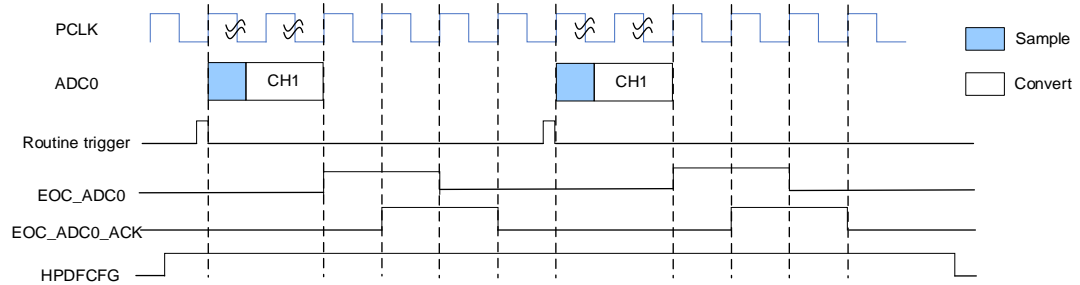 PCLK
Sample
ADC0
CH1
CH1
Convert
Routine trigger
EOC_ADC0
EOC_ADC0_ACK
HPDFCFG